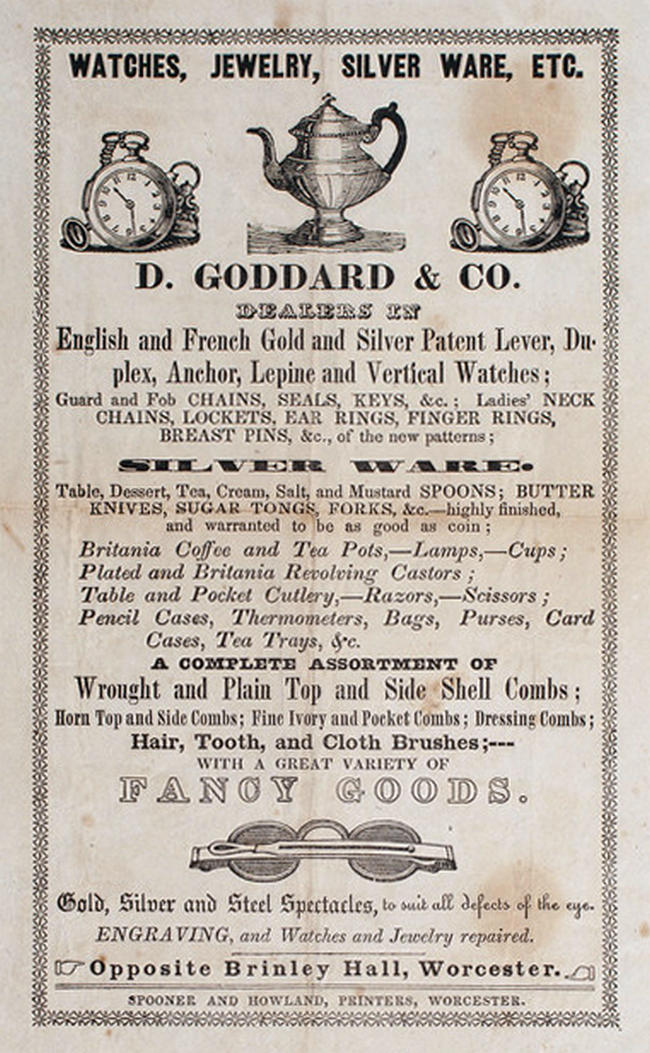 WATCHES, JEWELRY, SILVER WARE, ETC.
D. GODDARD & CO.
DEALERS IN
English and French Gold and Silver Patent Lever, Du-
plex, Anchor, Lepine and Vertical Watches;
Guard and Fob CHAINS, SEALS, KEYS, &c.; Ladies' NECK
CHAINS, LOCKETS, EAR RINGS, FINGER RINGS,
BREAST PINS, &c., of the new patterns;
SILVER WARE.
Table, Dessert, Tea, Cream, Salt, and Mustard SPOONS; BUTTER
KNIVES, SUGAR TONGS, FORKS, &c.—highly finished,
and warranted to be as good as coin;
Britania Coffee and Tea Pots,—Lamps,—Cups;
Plated and Britania Revolving Castors;
Table and Pocket Cutlery,—Razors,—Scissors;
Pencil Cases, Thermometers, Bags, Purses, Card
Cases, Tea Trays, &c.
A COMPLETE ASSORTMENT OF
Wrought and Plain Top and Side Shell Combs;
Horn Top and Side Combs; Fine Ivory and Pocket Combs; Dressing Combs;
Hair, Tooth, and Cloth Brushes;---
WITH A GREAT VARIETY OF
FANCY GOODS.
Gold, Silver and Steel Spectacles, to suit all defects of the eye.
ENGRAVING, and Watches and Jewelry repaired.
☞Opposite Brinley Hall, Worcester.☜
SPOONER AND HOWLAND, PRINTERS, WORCESTER.